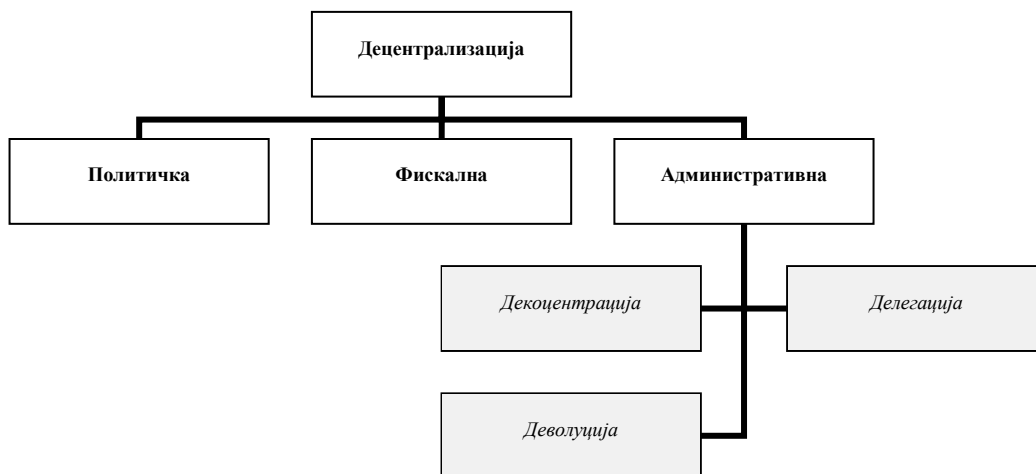 Децентрализација
Политичка
Фискална
Административна
Декоцентрација
Делегација
Деволуција